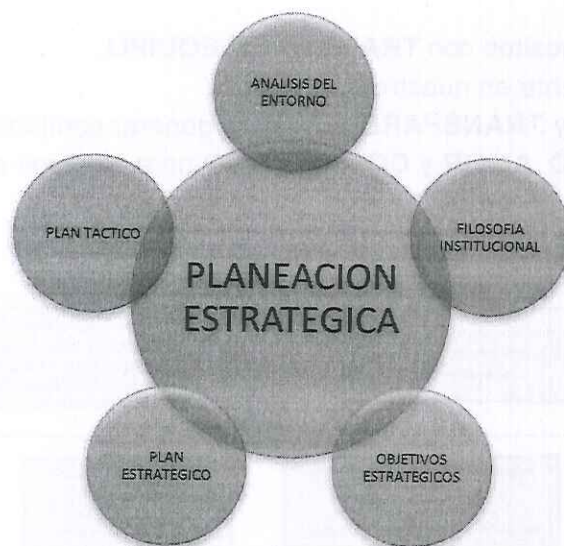 ANALISIS DEL
ENTORNO
PLAN TACTICO
FILOSOFIA
INSTITUCIONAL
PLANEACION
ESTRATEGICA
PLAN
ESTRATEGICO
OBJETIVOS
ESTRATEGICOS